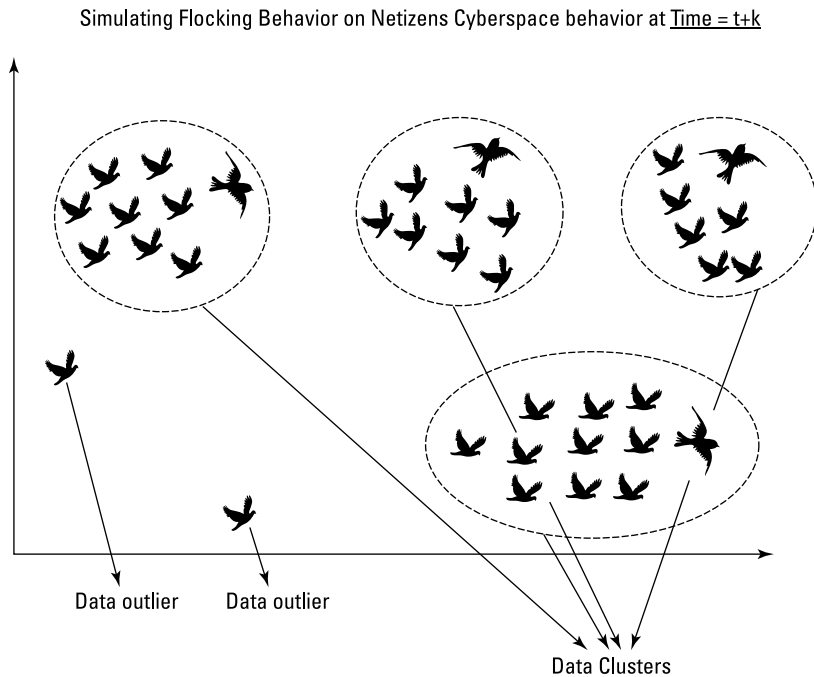 Simulating Flocking Behavior on Netizens Cyberspace behavior at Time = t+k
Data outlier
Data outlier
Data Clusters